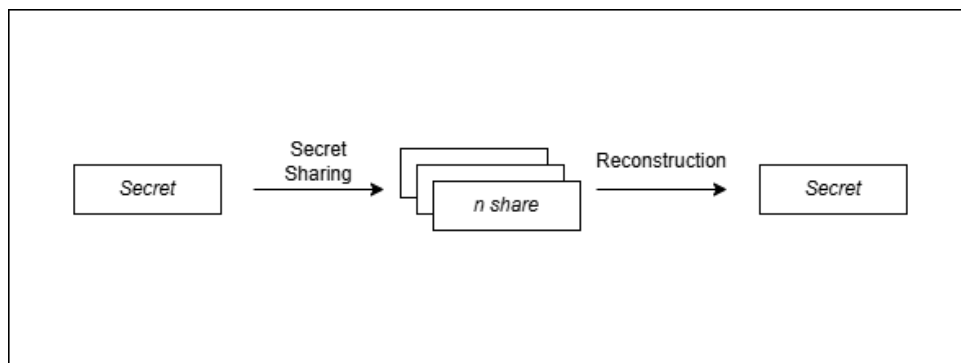 Secret
Secret
Sharing
n share
Reconstruction
Secret